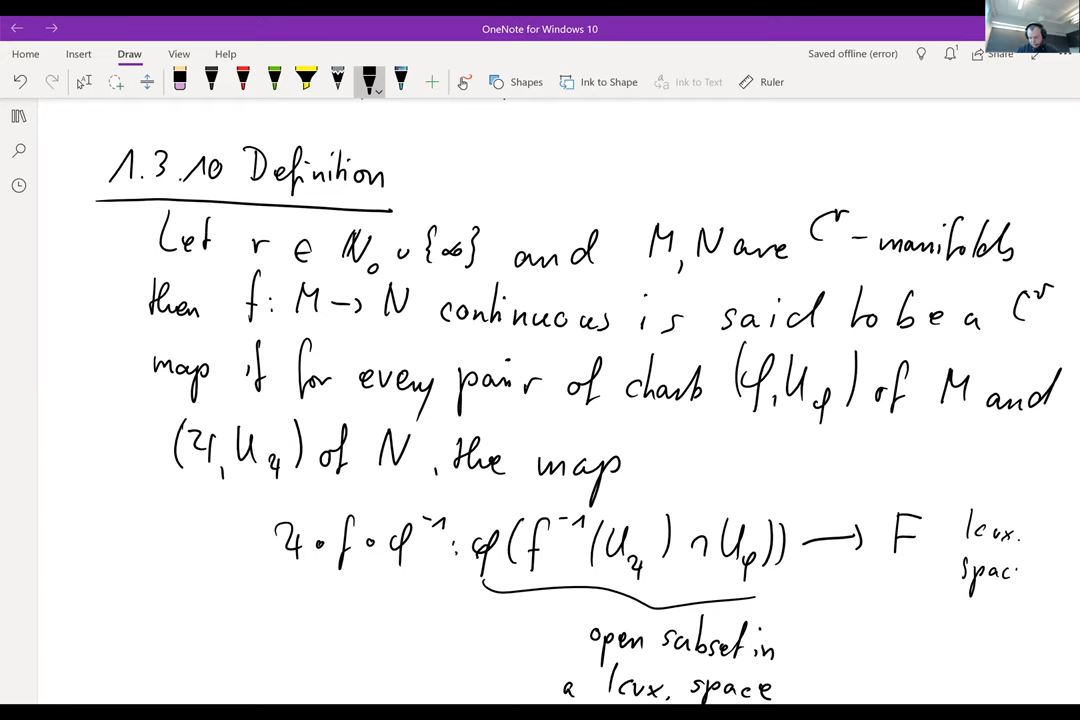 OneNote for Windows 10
Home Insert Draw View Help
Saved offline (error)
Share
Shapes Ink to Shape Ink to Text Ruler
1.3.10 Definition
Let r ∈ ℕ₀ ∪ {∞} and M, N are Cʳ-manifolds
then f: M → N continuous is said to be a Cʳ
map if for every pair of charts (φ, U_φ) of M and
(ψ, U_ψ) of N, the map
ψ∘f∘φ⁻¹: φ(f⁻¹(U_ψ) ∩ U_φ)) → F lcvx.
spac
open subset in
a lcvx. space